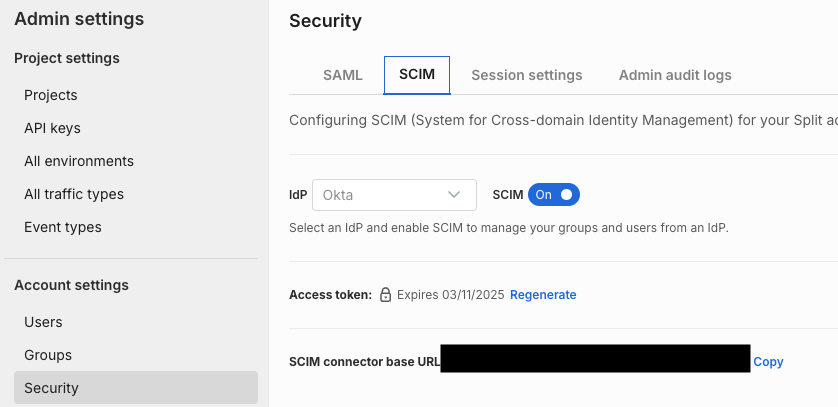 Admin settings
Project settings
Projects
API keys
All environments
All traffic types
Event types
Account settings
Users
Groups
Security
Security
SAML
SCIM
Session settings
Admin audit logs
Configuring SCIM (System for Cross-domain Identity Management) for your Split
IdP
Okta
SCIM
On
Select an IdP and enable SCIM to manage your groups and users from an IdP.
Access token: Expires 03/11/2025 Regenerate
SCIM connector base URL Copy